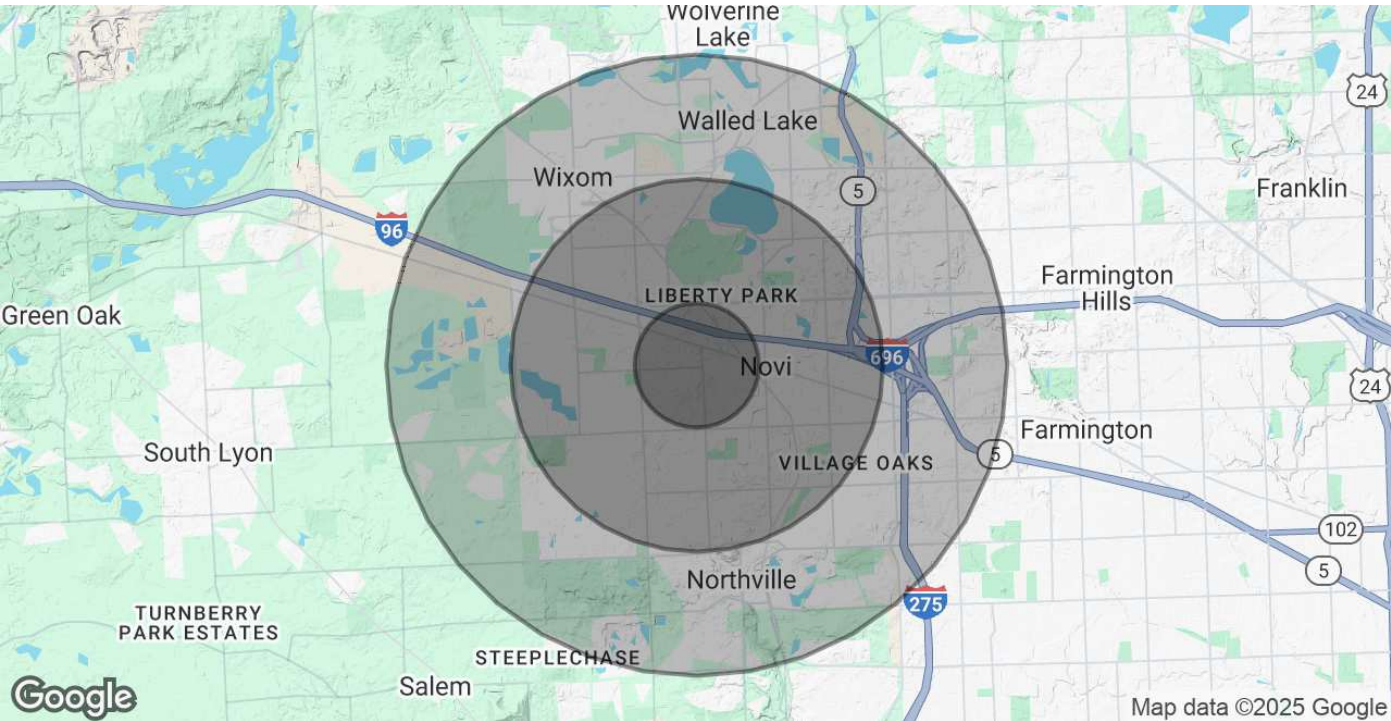 Wolverine
Lake
24
Walled Lake
Wixom
5
Franklin
96
Farmington
Hills
LIBERTY PARK
Green Oak
696
Novi
24
Farmington
South Lyon
5
VILLAGE OAKS
102
5
Northville
275
TURNBERRY
PARK ESTATES
STEEPLECHASE
Salem
Google
Map data ©2025 Google